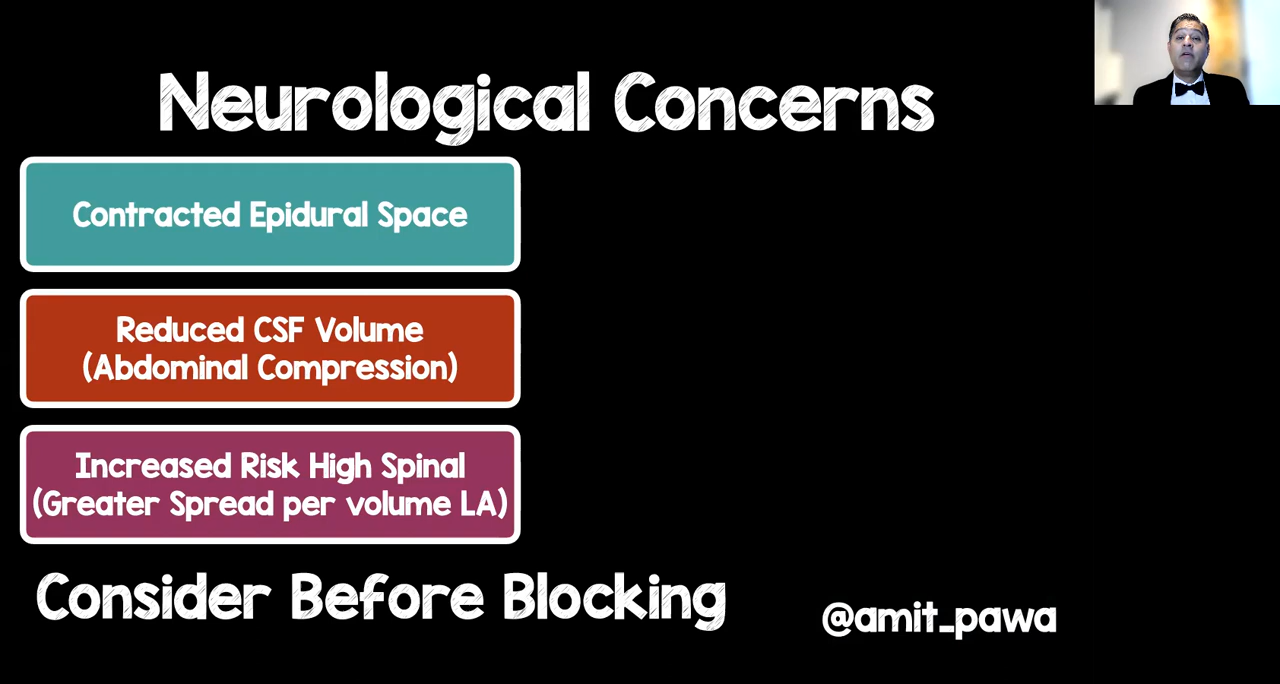 Neurological Concerns
Contracted Epidural Space
Reduced CSF Volume
(Abdominal Compression)
Increased Risk High Spinal
(Greater Spread per volume LA)
Consider Before Blocking
@amit_pawa